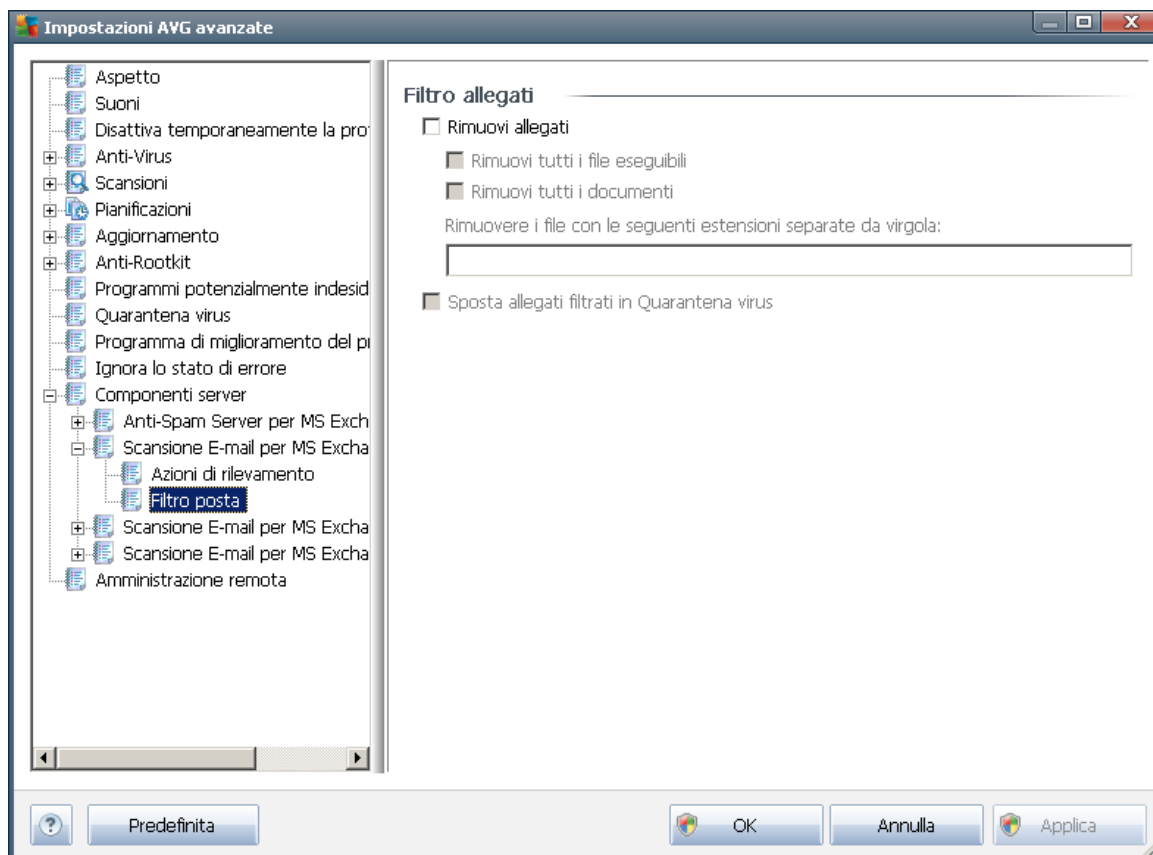 Impostazioni AVG avanzate
Aspetto
Suoni
Disattiva temporaneamente la pro
Anti-Virus
Scansioni
Pianificazioni
Aggiornamento
Anti-Rootkit
Programmi potenzialmente indesid
Quarantena virus
Programma di miglioramento del p
Ignora lo stato di errore
Componenti server
Anti-Spam Server per MS Exch
Scansione E-mail per MS Excha
Azioni di rilevamento
Filtro posta
Scansione E-mail per MS Excha
Scansione E-mail per MS Excha
Amministrazione remota
Filtro allegati
Rimuovi allegati
Rimuovi tutti i file eseguibili
Rimuovi tutti i documenti
Rimuovere i file con le seguenti estensioni separate da virgola:
Sposta allegati filtrati in Quarantena virus
?
Predefinita
OK
Annulla
Applica